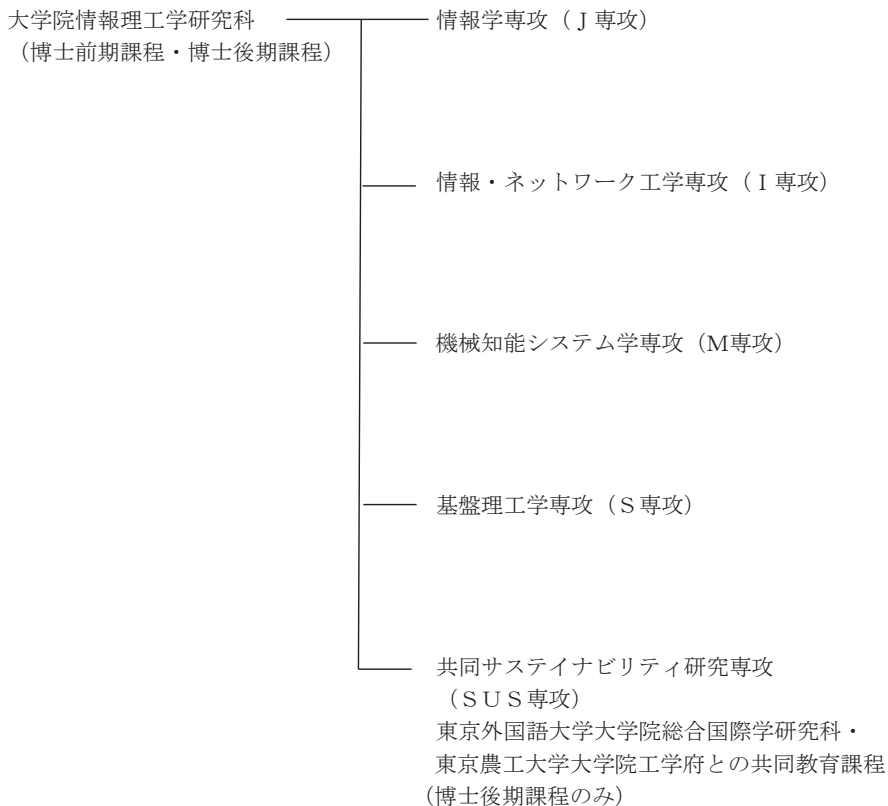 大学院情報理工学研究科
（博士前期課程・博士後期課程）
情報学専攻（Ｊ専攻）
情報・ネットワーク工学専攻（Ｉ専攻）
機械知能システム学専攻（Ｍ専攻）
基盤理工学専攻（Ｓ専攻）
共同サステイナビリティ研究専攻
（ＳＵＳ専攻）
東京外国語大学大学院総合国際学研究科・
東京農工大学大学院工学府との共同教育課程
（博士後期課程のみ）